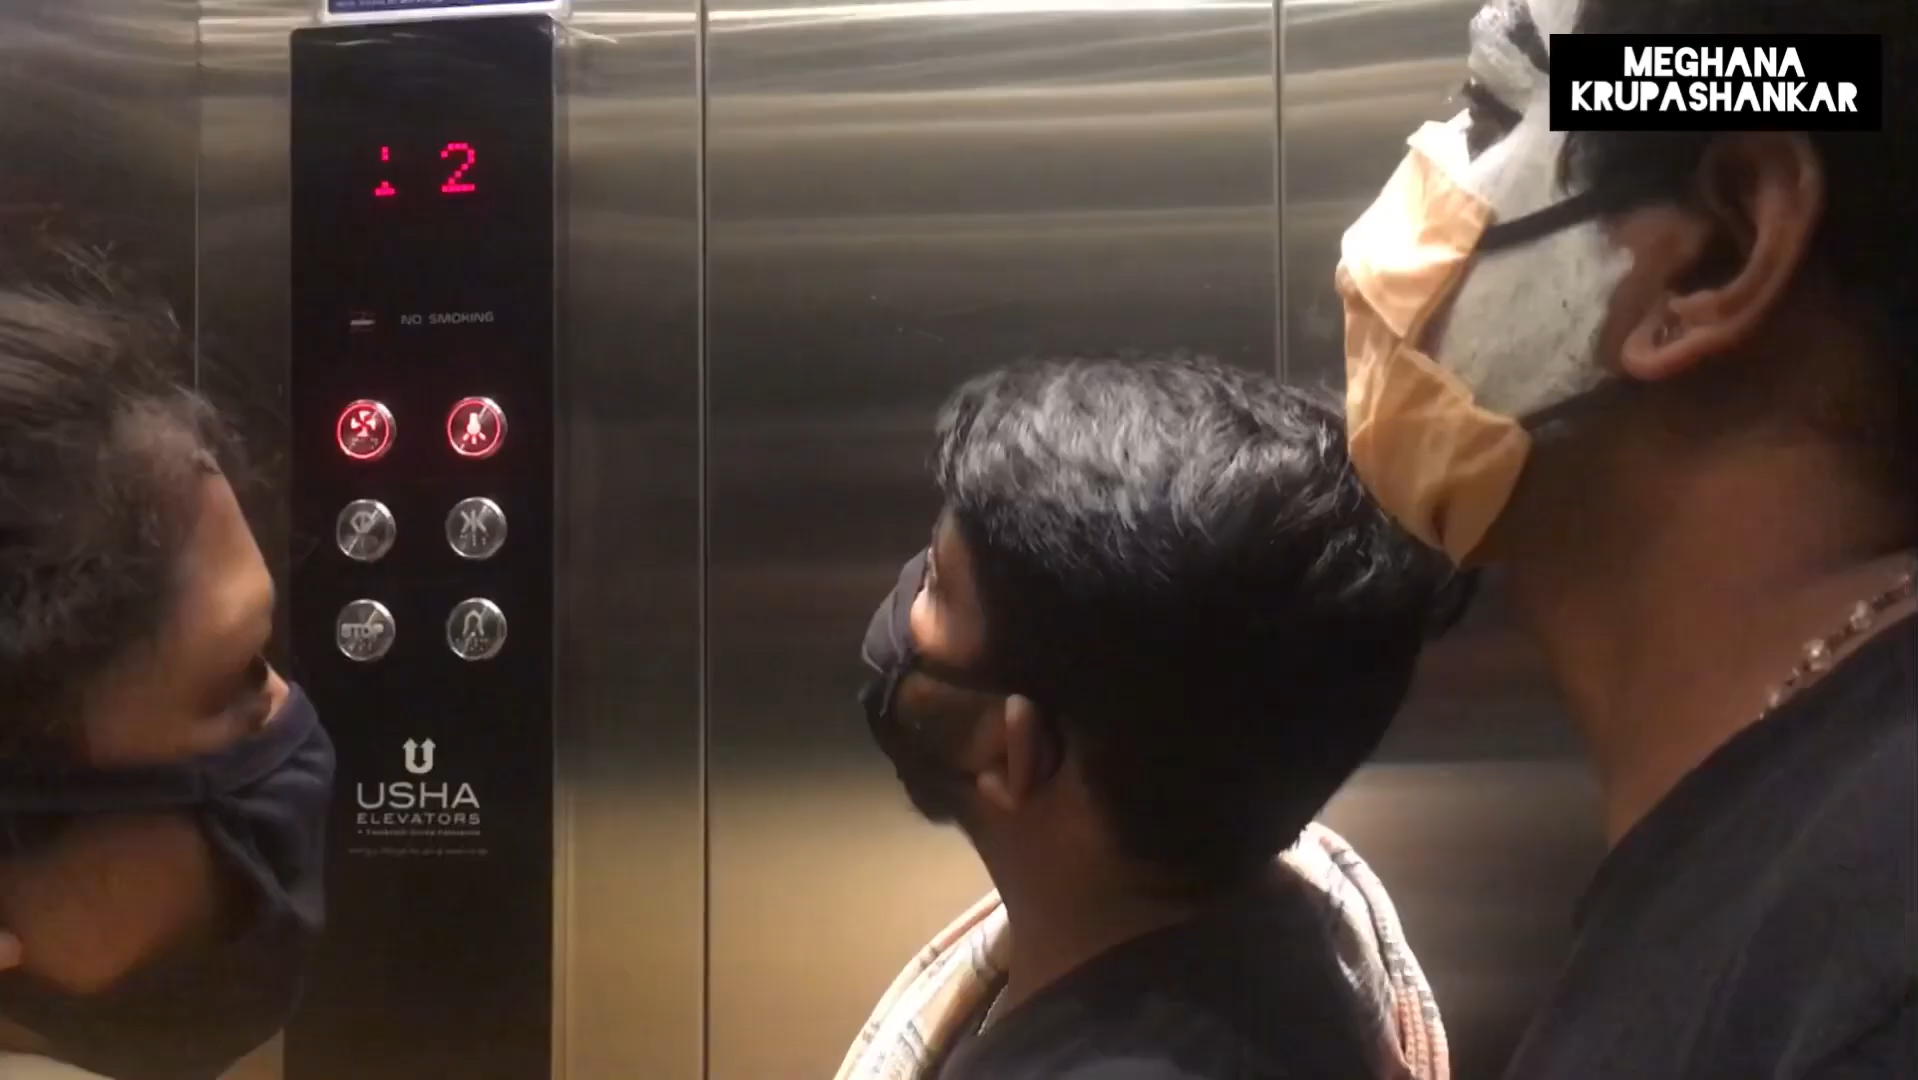 MEGHANA
KRUPASHANKAR
2
NO SMOKING
STOP
USHA
ELEVATORS